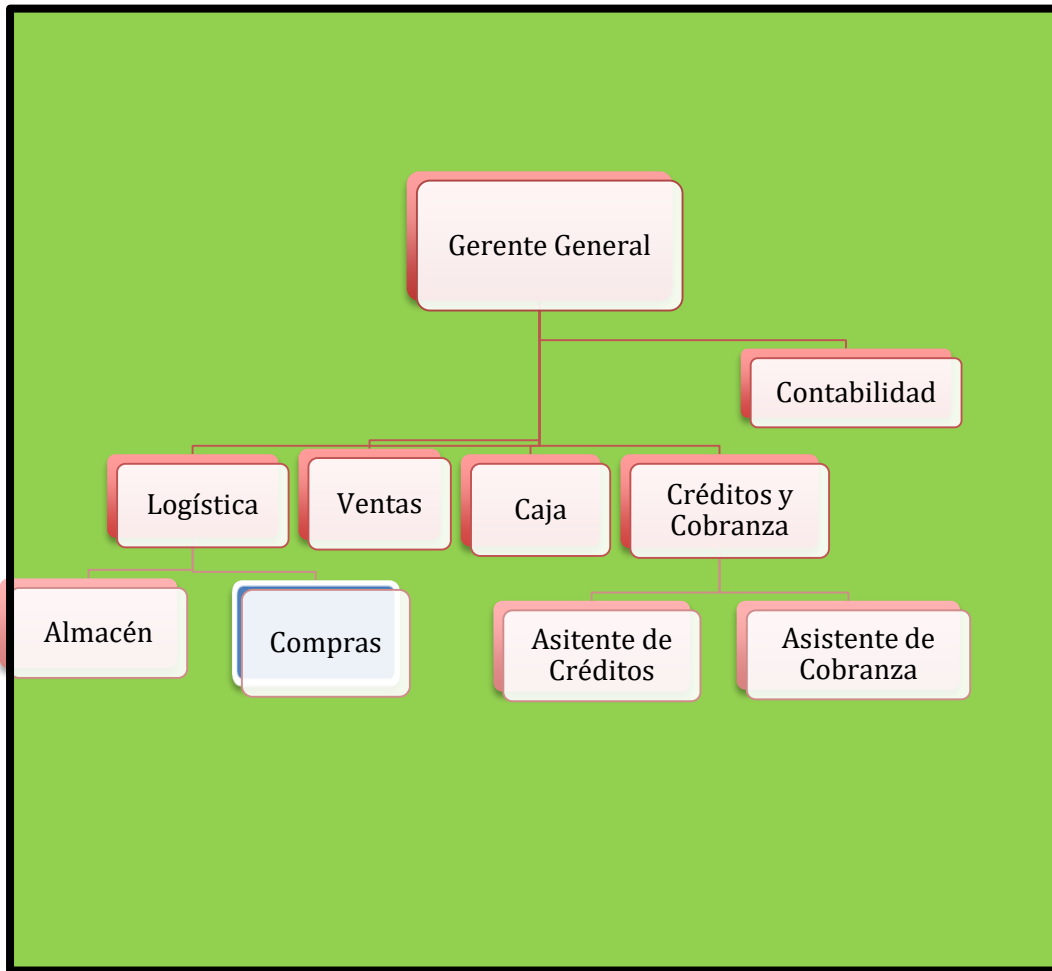 Gerente General
Contabilidad
Logística
Ventas
Caja
Créditos y
Cobranza
Almacén
Compras
Asitente de
Créditos
Asistente de
Cobranza